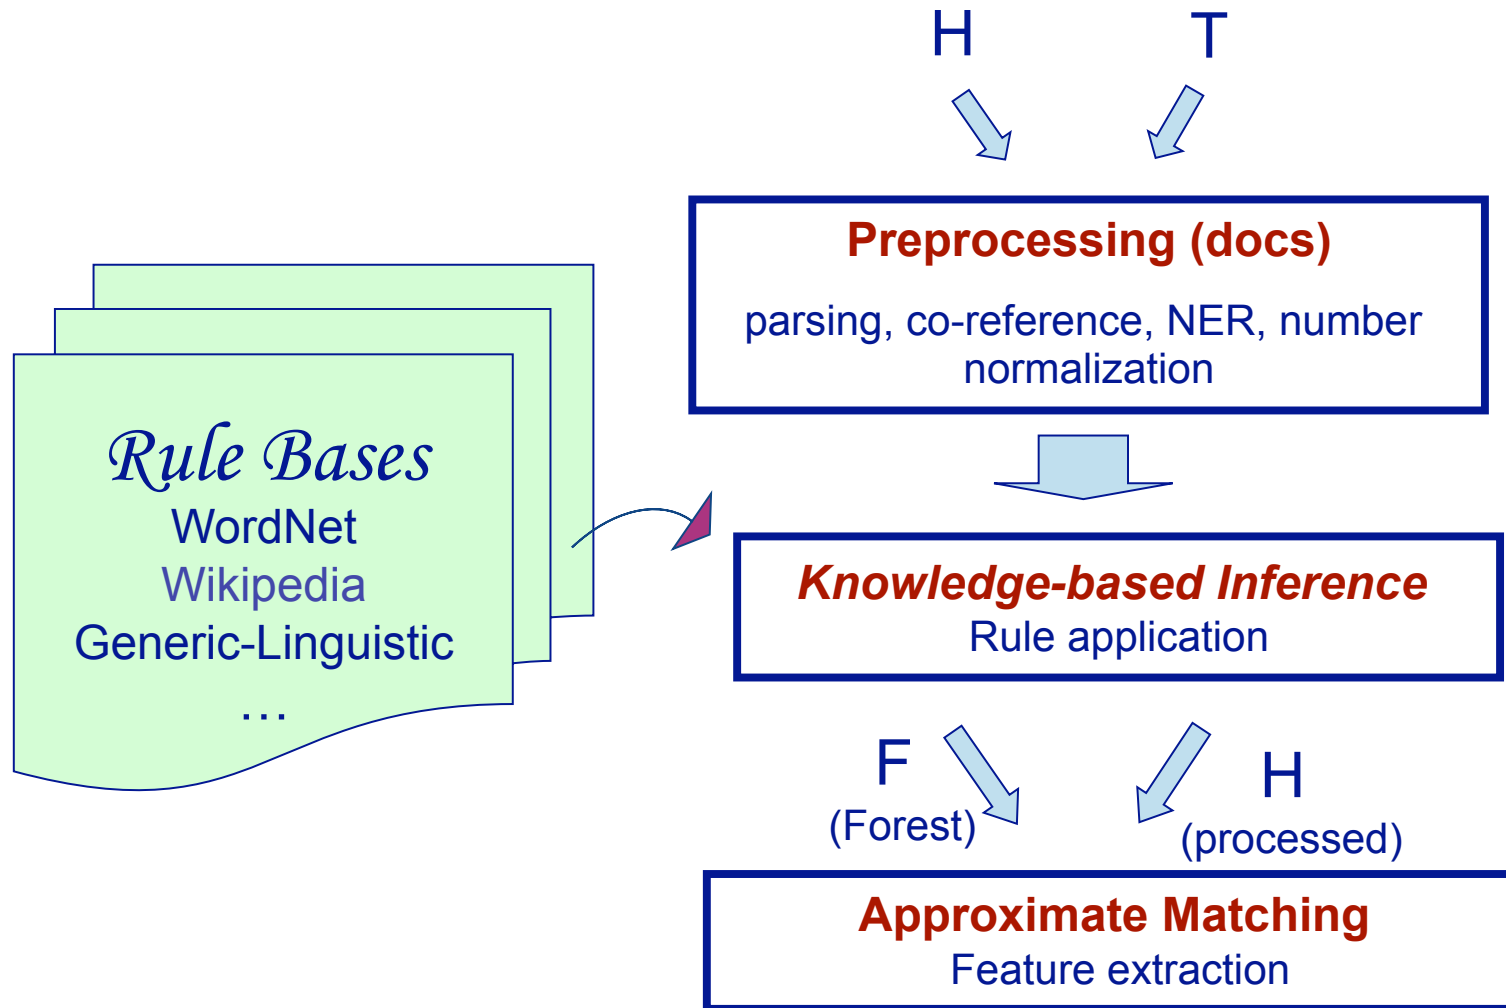 H
T
Preprocessing (docs)
parsing, co-reference, NER, number
normalization
Rule Bases
WordNet
Wikipedia
Generic-Linguistic
…
Knowledge-based Inference
Rule application
F
(Forest)
H
(processed)
Approximate Matching
Feature extraction